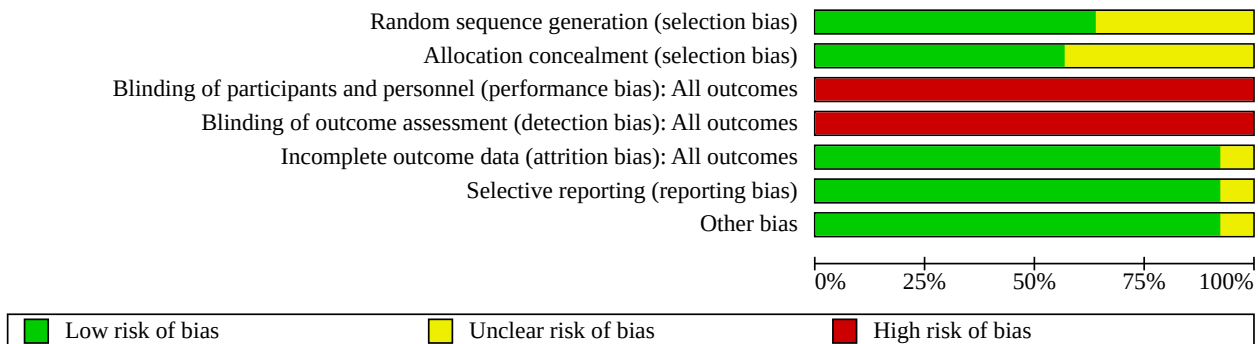 Random sequence generation (selection bias)
Allocation concealment (selection bias)
Blinding of participants and personnel (performance bias): All outcomes
Blinding of outcome assessment (detection bias): All outcomes
Incomplete outcome data (attrition bias): All outcomes
Selective reporting (reporting bias)
Other bias
0% 25% 50% 75% 100%
Low risk of bias Unclear risk of bias High risk of bias